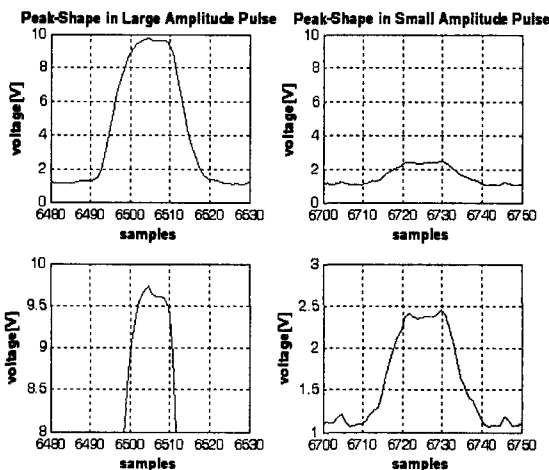 Peak-Shape in Large Amplitude Pulse
10
8
6
4
2
0
voltage[V]
6480 6490 6500 6510 6520 6530
samples
Peak-Shape in Small Amplitude Pulse
10
8
6
4
2
0
voltage[V]
6700 6710 6720 6730 6740 6750
samples
10
9.5
9
8.5
8
voltage[V]
6480 6490 6500 6510 6520 6530
samples
3
2.5
2
1.5
1
voltage[V]
6700 6710 6720 6730 6740 6750
samples